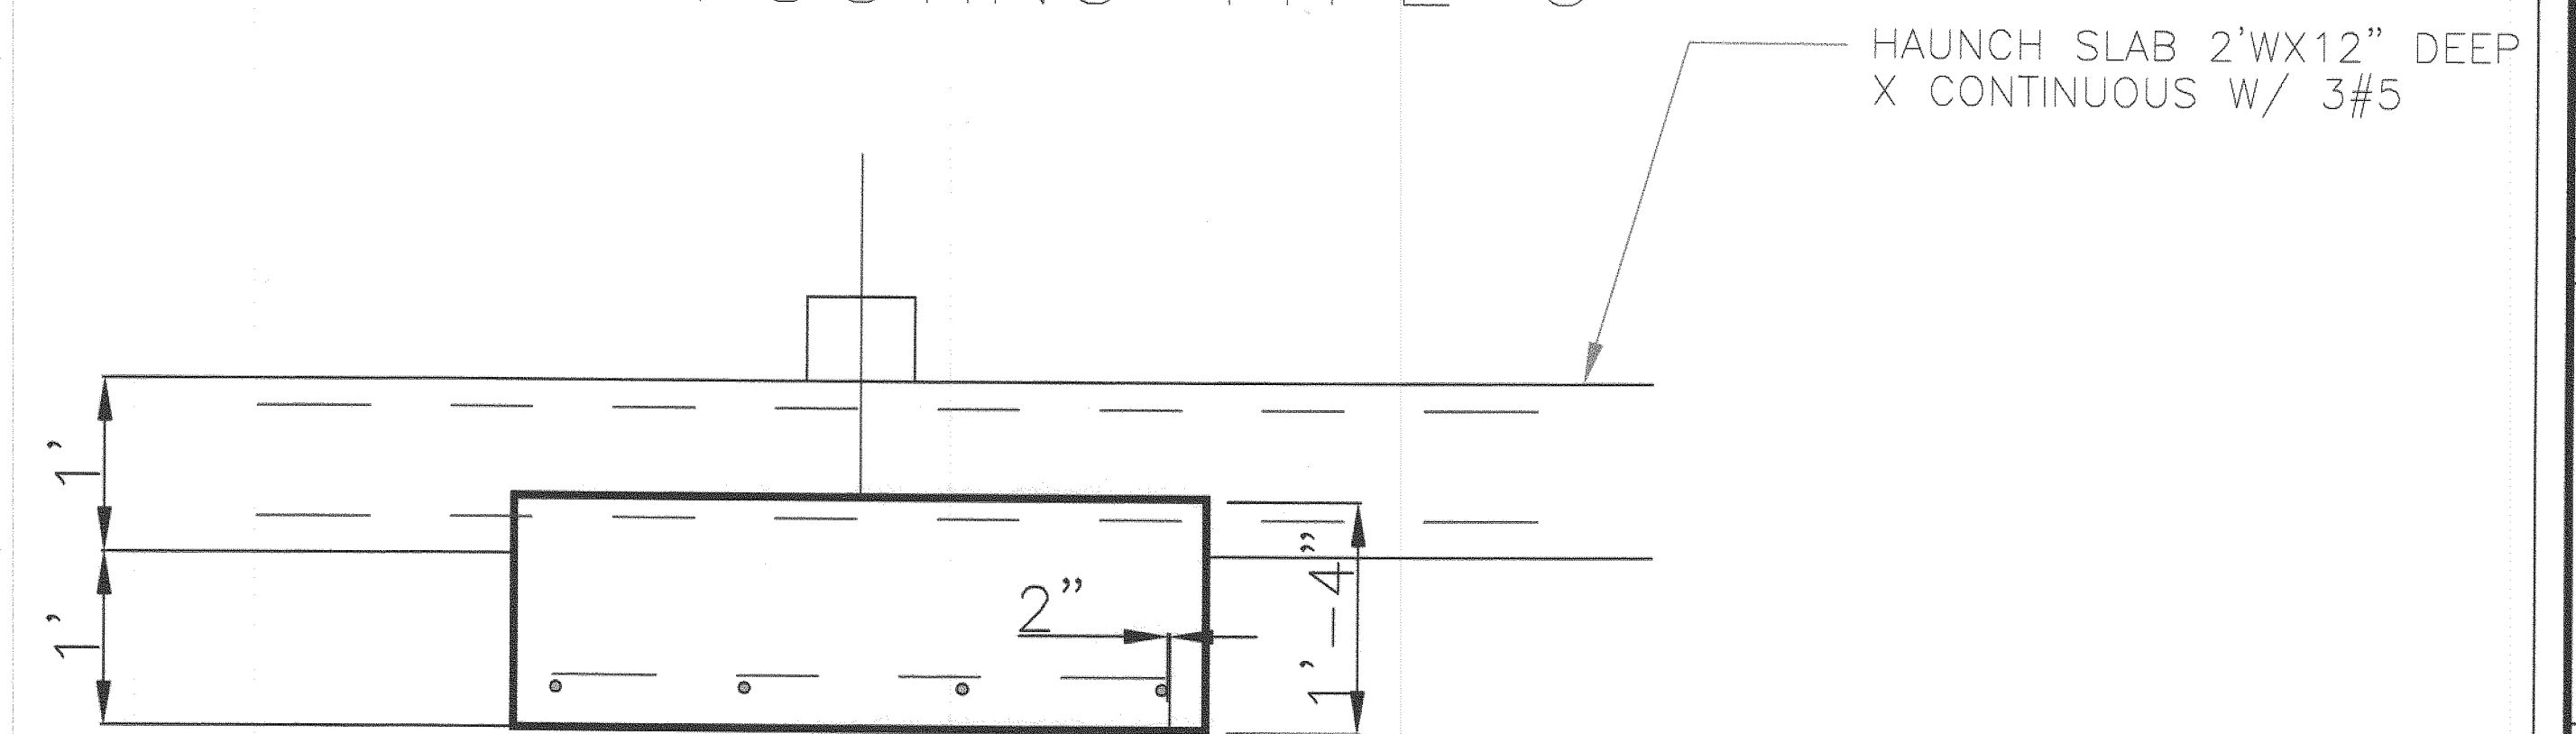 HAUNCH SLAB 2'WX12" DEEP
X CONTINUOUS W/ 3#5
1'
1'
2"
1'-4"